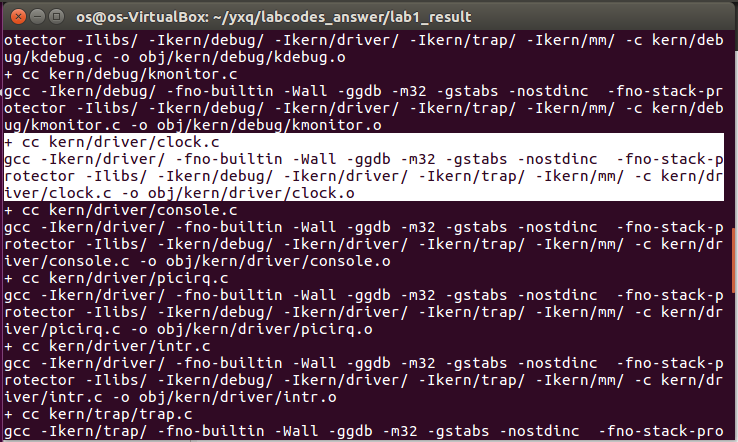 os@os-VirtualBox: ~/yxq/labcodes_answer/lab1_result
otector -Ilibs/ -Ikern/debug/ -Ikern/driver/ -Ikern/trap/ -Ikern/mm/ -c kern/deb
ug/kdebug.c -o obj/kern/debug/kdebug.o
+ cc kern/debug/kmonitor.c
gcc -Ikern/debug/ -fno-builtin -Wall -ggdb -m32 -gstabs -nostdinc  -fno-stack-pr
otector -Ilibs/ -Ikern/debug/ -Ikern/driver/ -Ikern/trap/ -Ikern/mm/ -c kern/deb
ug/kmonitor.c -o obj/kern/debug/kmonitor.o
+ cc kern/driver/clock.c
gcc -Ikern/driver/ -fno-builtin -Wall -ggdb -m32 -gstabs -nostdinc  -fno-stack-p
rotector -Ilibs/ -Ikern/debug/ -Ikern/driver/ -Ikern/trap/ -Ikern/mm/ -c kern/dr
iver/clock.c -o obj/kern/driver/clock.o
+ cc kern/driver/console.c
gcc -Ikern/driver/ -fno-builtin -Wall -ggdb -m32 -gstabs -nostdinc  -fno-stack-p
rotector -Ilibs/ -Ikern/debug/ -Ikern/driver/ -Ikern/trap/ -Ikern/mm/ -c kern/dr
iver/console.c -o obj/kern/driver/console.o
+ cc kern/driver/picirq.c
gcc -Ikern/driver/ -fno-builtin -Wall -ggdb -m32 -gstabs -nostdinc  -fno-stack-p
rotector -Ilibs/ -Ikern/debug/ -Ikern/driver/ -Ikern/trap/ -Ikern/mm/ -c kern/dr
iver/picirq.c -o obj/kern/driver/picirq.o
+ cc kern/driver/intr.c
gcc -Ikern/driver/ -fno-builtin -Wall -ggdb -m32 -gstabs -nostdinc  -fno-stack-p
rotector -Ilibs/ -Ikern/debug/ -Ikern/driver/ -Ikern/trap/ -Ikern/mm/ -c kern/dr
iver/intr.c -o obj/kern/driver/intr.o
+ cc kern/trap/trap.c
gcc -Ikern/trap/ -fno-builtin -Wall -ggdb -m32 -gstabs -nostdinc  -fno-stack-pro